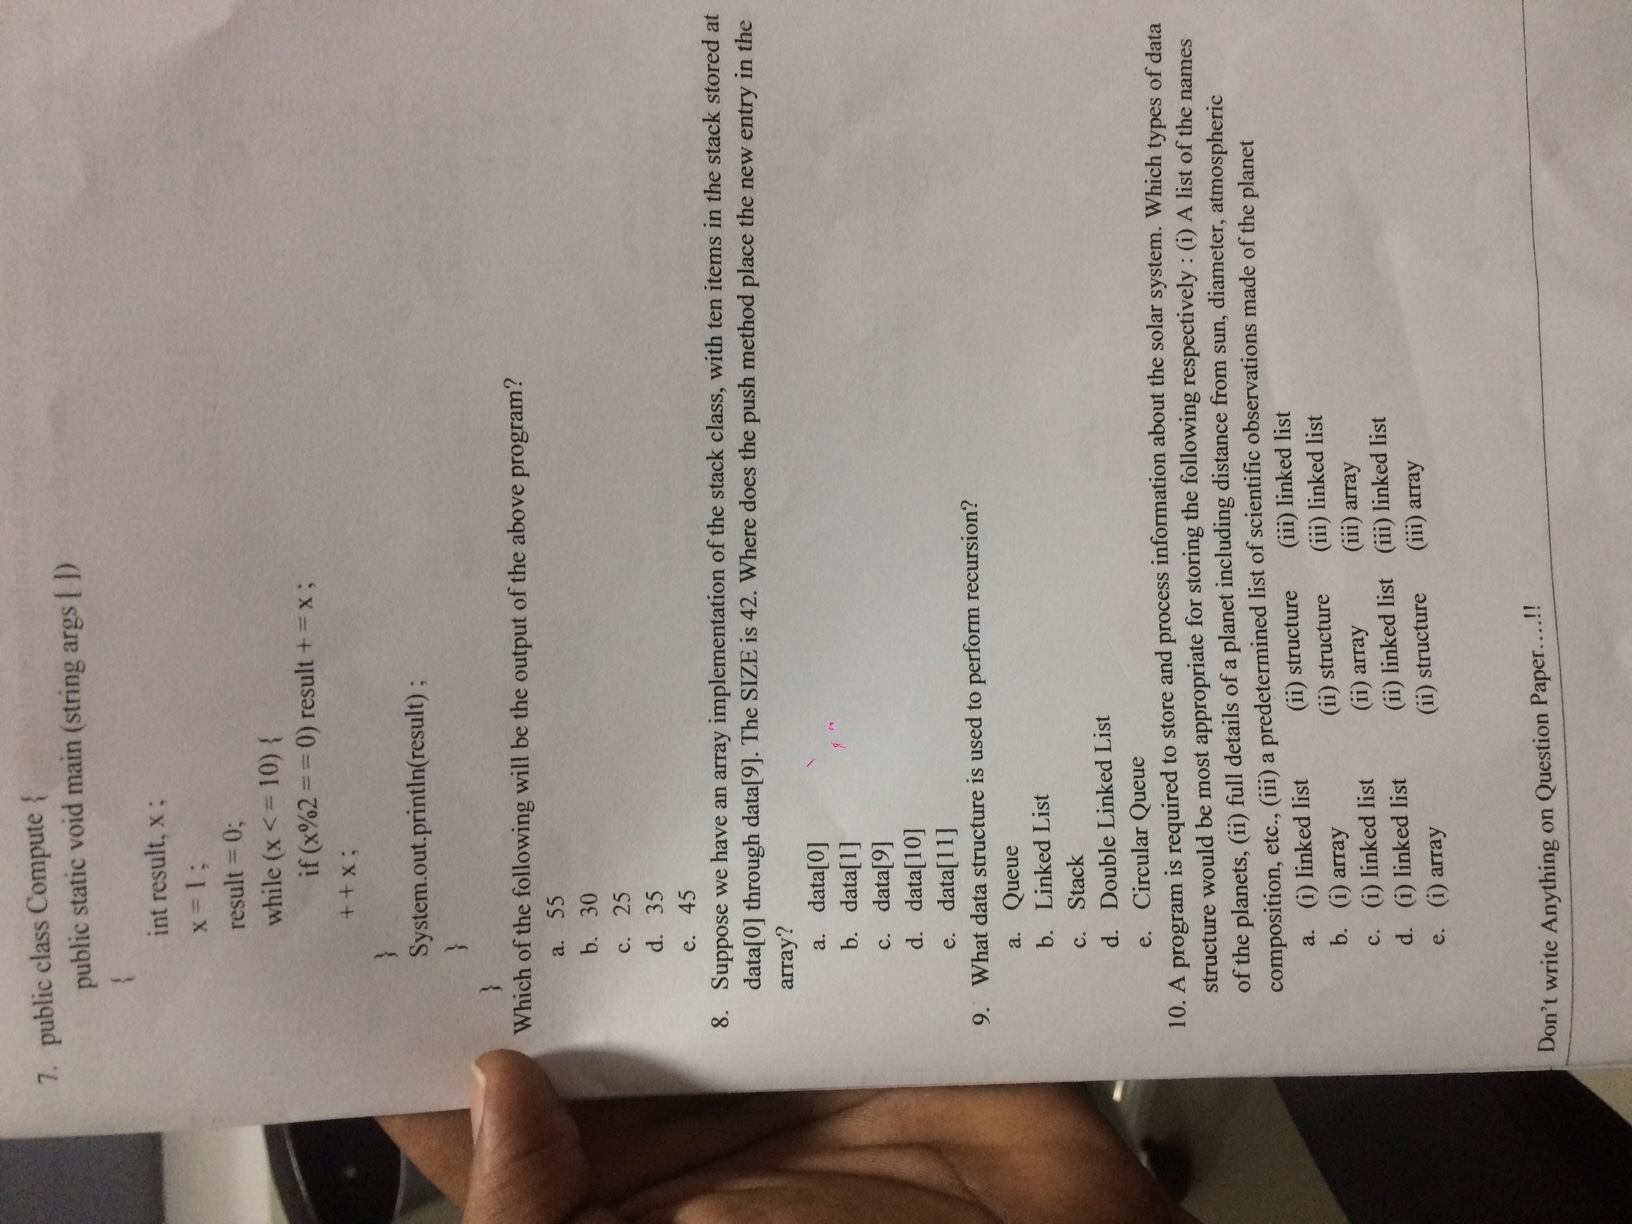 7. public class Compute {
public static void main (string args [ ])
{
int result, x ;
x = 1 ;
result = 0;
while (x < = 10) {
if (x%2 = = 0) result + = x ;
+ + x ;
}
System.out.println(result) ;
}
}
Which of the following will be the output of the above program?
a. 55
b. 30
c. 25
d. 35
e. 45
8. Suppose we have an array implementation of the stack class, with ten items in the stack stored at
data[0] through data[9]. The SIZE is 42. Where does the push method place the new entry in the
array?
a. data[0]
b. data[1]
c. data[9]
d. data[10]
e. data[11]
9. What data structure is used to perform recursion?
a. Queue
b. Linked List
c. Stack
d. Double Linked List
e. Circular Queue
10. A program is required to store and process information about the solar system. Which types of data
structure would be most appropriate for storing the following respectively : (i) A list of the names
of the planets, (ii) full details of a planet including distance from sun, diameter, atmospheric
composition, etc., (iii) a predetermined list of scientific observations made of the planet
a. (i) linked list (ii) structure (iii) linked list
b. (i) array (ii) structure (iii) linked list
c. (i) linked list (ii) array (iii) array
d. (i) linked list (ii) linked list (iii) linked list
e. (i) array (ii) structure (iii) array
Don't write Anything on Question Paper....!!